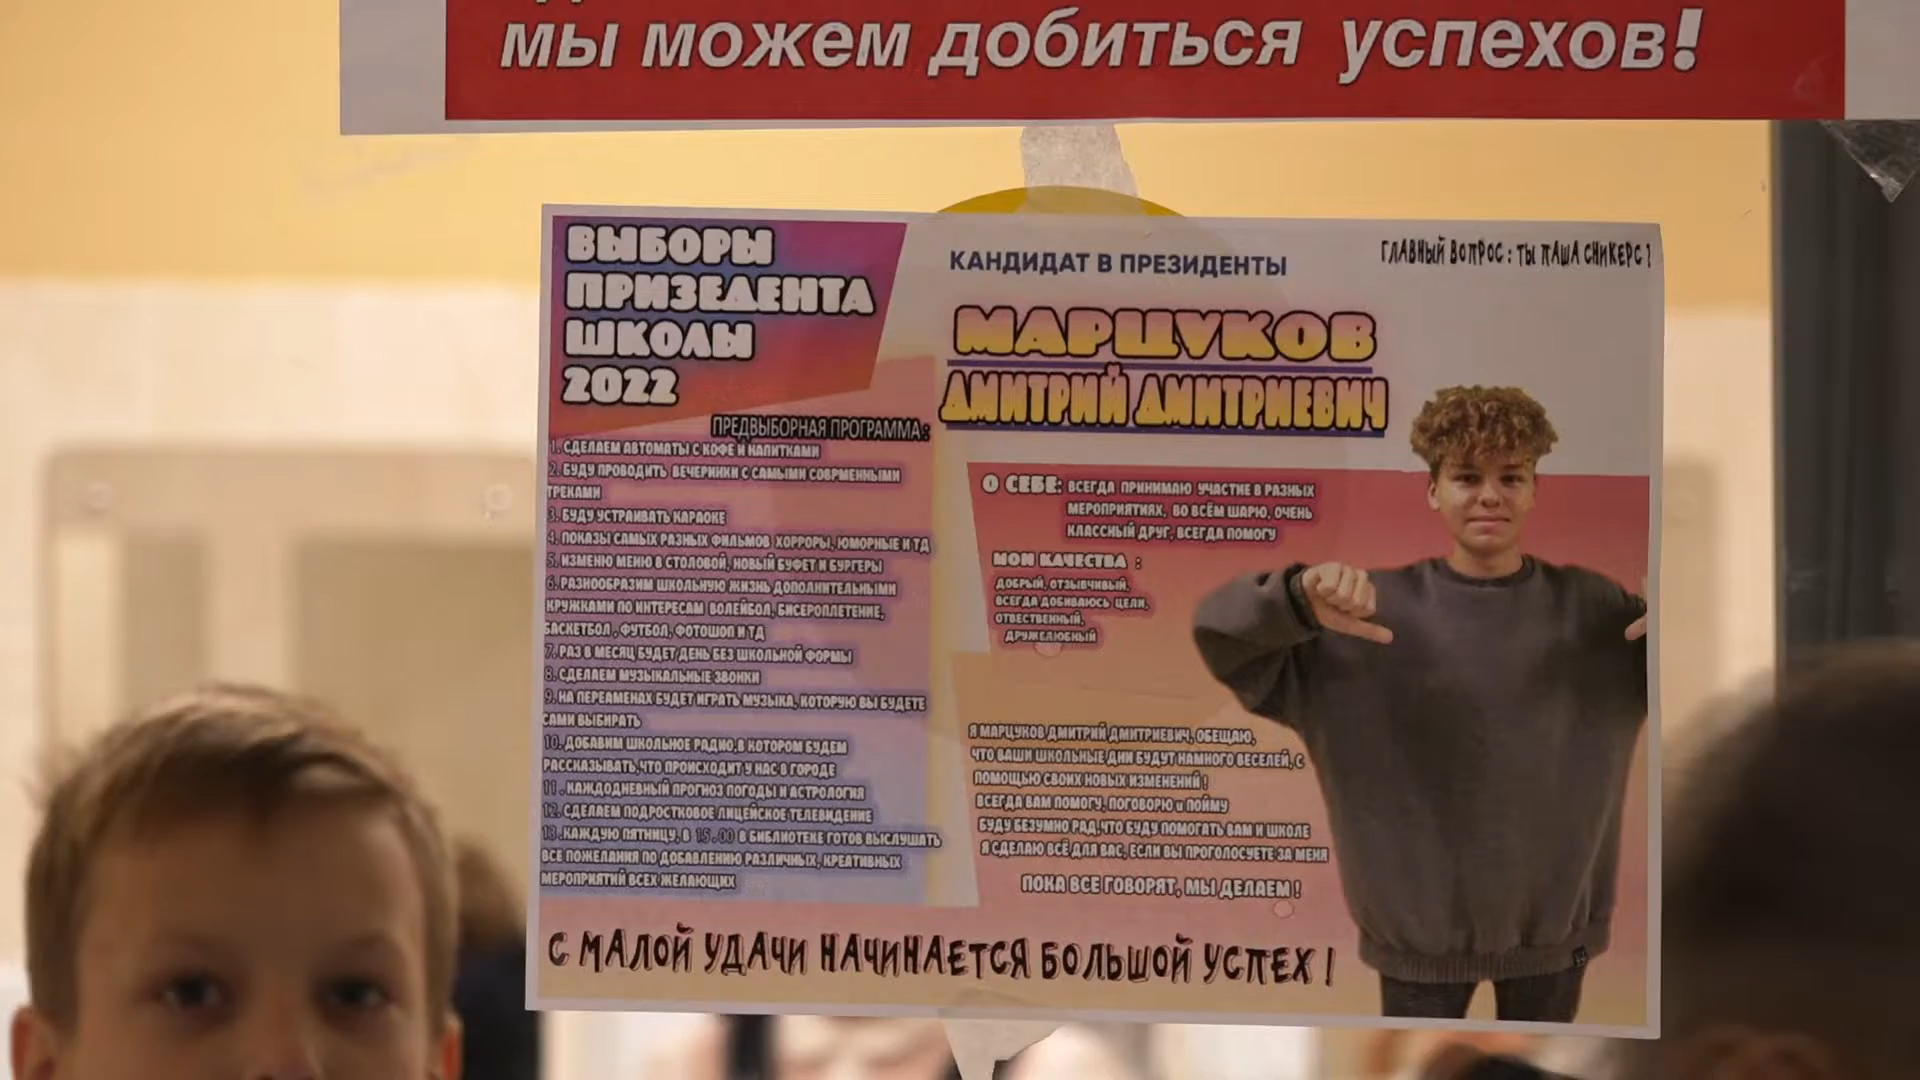 мы можем добиться успехов!
ВЫБОРЫ
ПРИЗЕДЕНТА
ШКОЛЫ
2022
ПРЕДВЫБОРНАЯ ПРОГРАММА:
1. СДЕЛАЕМ АВТОМАТЫ С КОФЕ И НАПИТКАМИ
2. БУДУ ПРОВОДИТЬ ВЕЧЕРИНКИ С САМЫМИ СОВРМЕННЫМИ
ТРЕКАМИ
3. БУДУ УСТРАИВАТЬ КАРАОКЕ
4. ПОКАЗЫ САМЫХ РАЗНЫХ ФИЛЬМОВ ХОРРОРЫ, ЮМОРНЫЕ И ТД
5. ИЗМЕНЮ МЕНЮ В СТОЛОВОЙ, НОВЫЙ БУФЕТ И БУРГЕРЫ
6. РАЗНООБРАЗИМ ШКОЛЬНУЮ ЖИЗНЬ ДОПОЛНИТЕЛЬНЫМИ
КРУЖКАМИ ПО ИНТЕРЕСАМ ВОЛЕЙБОЛ, БИСЕРОПЛЕТЕНИЕ,
БАСКЕТБОЛ, ФУТБОЛ, ФОТОШОП И ТД
7. РАЗ В МЕСЯЦ БУДЕТ ДЕНЬ БЕЗ ШКОЛЬНОЙ ФОРМЫ
8. СДЕЛАЕМ МУЗЫКАЛЬНЫЕ ЗВОНКИ
9. НА ПЕРЕАМЕНАХ БУДЕТ ИГРАТЬ МУЗЫКА, КОТОРУЮ ВЫ БУДЕТЕ
САМИ ВЫБИРАТЬ
10. ДОБАВИМ ШКОЛЬНОЕ РАДИО, В КОТОРОМ БУДЕМ
РАССКАЗЫВАТЬ, ЧТО ПРОИСХОДИТ У НАС В ГОРОДЕ
11. КАЖДОДНЕВНЫЙ ПРОГНОЗ ПОГОДЫ И АСТРОЛОГИЯ
12. СДЕЛАЕМ ПОДРОСТКОВОЕ ЛИЦЕЙСКОЕ ТЕЛЕВИДЕНИЕ
13. КАЖДУЮ ПЯТНИЦУ, В 15:00 В БИБЛИОТЕКЕ ГОТОВ ВЫСЛУШАТЬ
ВСЕ ПОЖЕЛАНИЯ ПО ДОБАВЛЕНИЮ РАЗЛИЧНЫХ, КРЕАТИВНЫХ
МЕРОПРИЯТИЙ ВСЕХ ЖЕЛАЮЩИХ
КАНДИДАТ В ПРЕЗИДЕНТЫ
ГЛАВНЫЙ ВОПРОС: ТЫ ПАША СНИКЕРС?
МАРЦУКОВ
ДМИТРИЙ ДМИТРИЕВИЧ
О СЕБЕ: ВСЕГДА ПРИНИМАЮ УЧАСТИЕ В РАЗНЫХ
МЕРОПРИЯТИЯХ, ВО ВСЁМ ШАРЮ, ОЧЕНЬ
КЛАССНЫЙ ДРУГ, ВСЕГДА ПОМОГУ
МОИ КАЧЕСТВА :
ДОБРЫЙ, ОТЗЫВЧИВЫЙ,
ВСЕГДА ДОБИВАЮСЬ ЦЕЛИ,
ОТВЕСТВЕННЫЙ,
ДРУЖЕЛЮБНЫЙ
Я МАРЦУКОВ ДМИТРИЙ ДМИТРИЕВИЧ, ОБЕЩАЮ,
ЧТО ВАШИ ШКОЛЬНЫЕ ДНИ БУДУТ НАМНОГО ВЕСЕЛЕЙ, С
ПОМОЩЬЮ СВОИХ НОВЫХ ИЗМЕНЕНИЙ!
ВСЕГДА ВАМ ПОМОГУ, ПОГОВОРЮ и ПОЙМУ
БУДУ БЕЗУМНО РАД, ЧТО БУДУ ПОМОГАТЬ ВАМ И ШКОЛЕ
Я СДЕЛАЮ ВСЁ ДЛЯ ВАС, ЕСЛИ ВЫ ПРОГОЛОСУЕТЕ ЗА МЕНЯ
ПОКА ВСЕ ГОВОРЯТ, МЫ ДЕЛАЕМ!
С МАЛОЙ УДАЧИ НАЧИНАЕТСЯ БОЛЬШОЙ УСПЕХ!